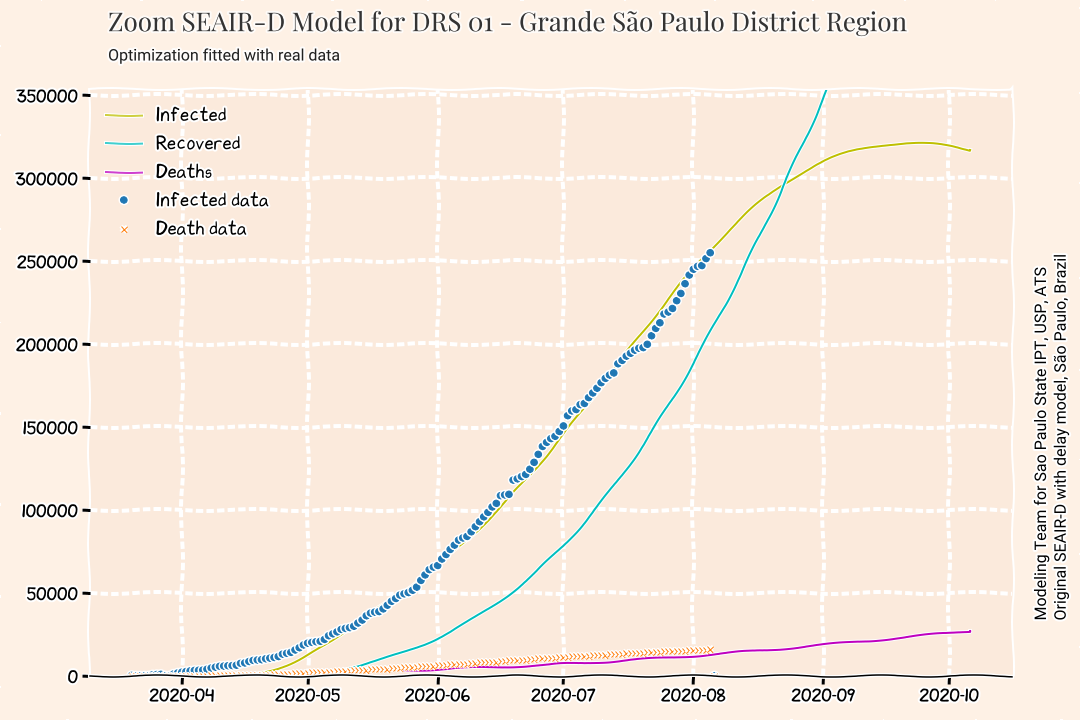 Zoom SEAIR-D Model for DRS 01 - Grande São Paulo District Region
Optimization fitted with real data
350000
300000
250000
200000
150000
100000
50000
0
Infected
Recovered
Deaths
Infected data
Death data
2020-04
2020-05
2020-06
2020-07
2020-08
2020-09
2020-10
Modeling Team for Sao Paulo State IPT, USP, ATS
Original SEAIR-D with delay model, São Paulo, Brazil